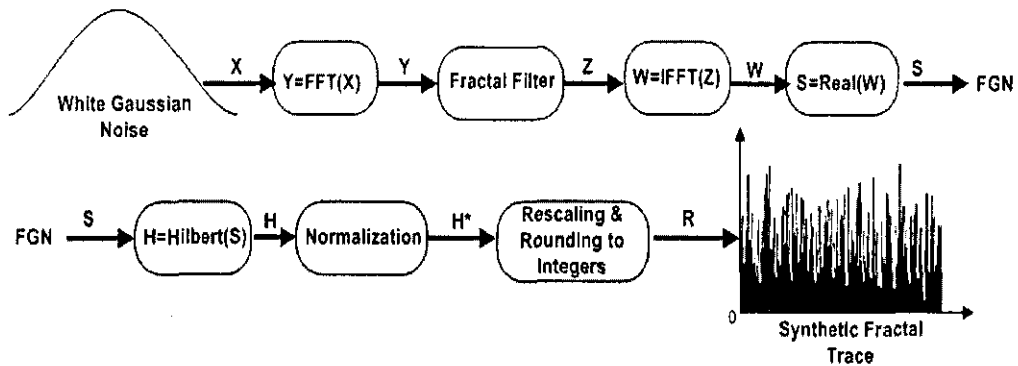 X
Y=FFT(X)
Y
Fractal Filter
Z
W=IFFT(Z)
W
S=Real(W)
S
FGN
White Gaussian
Noise
FGN
S
H=Hilbert(S)
H
Normalization
H*
Rescaling &
Rounding to
Integers
R
0
Synthetic Fractal
Trace